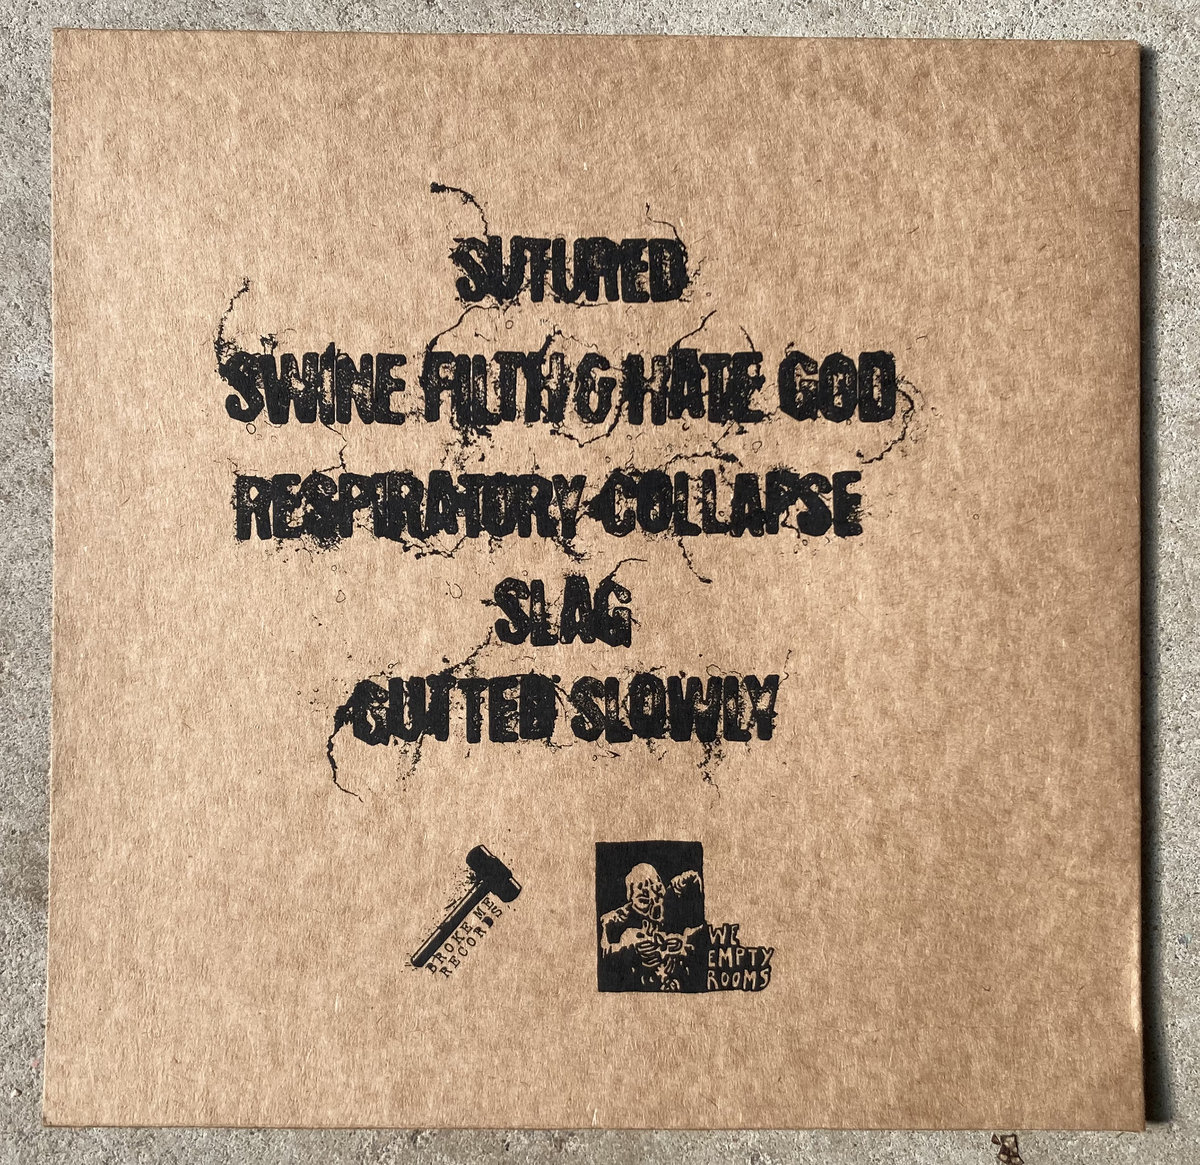 SUTURED
SWINE FILTH & HATE GOD
RESPIRATORY COLLAPSE
SLAG
GUTTED SLOWLY
BROKE ME
RECORDS
WE
EMPTY
ROOMS